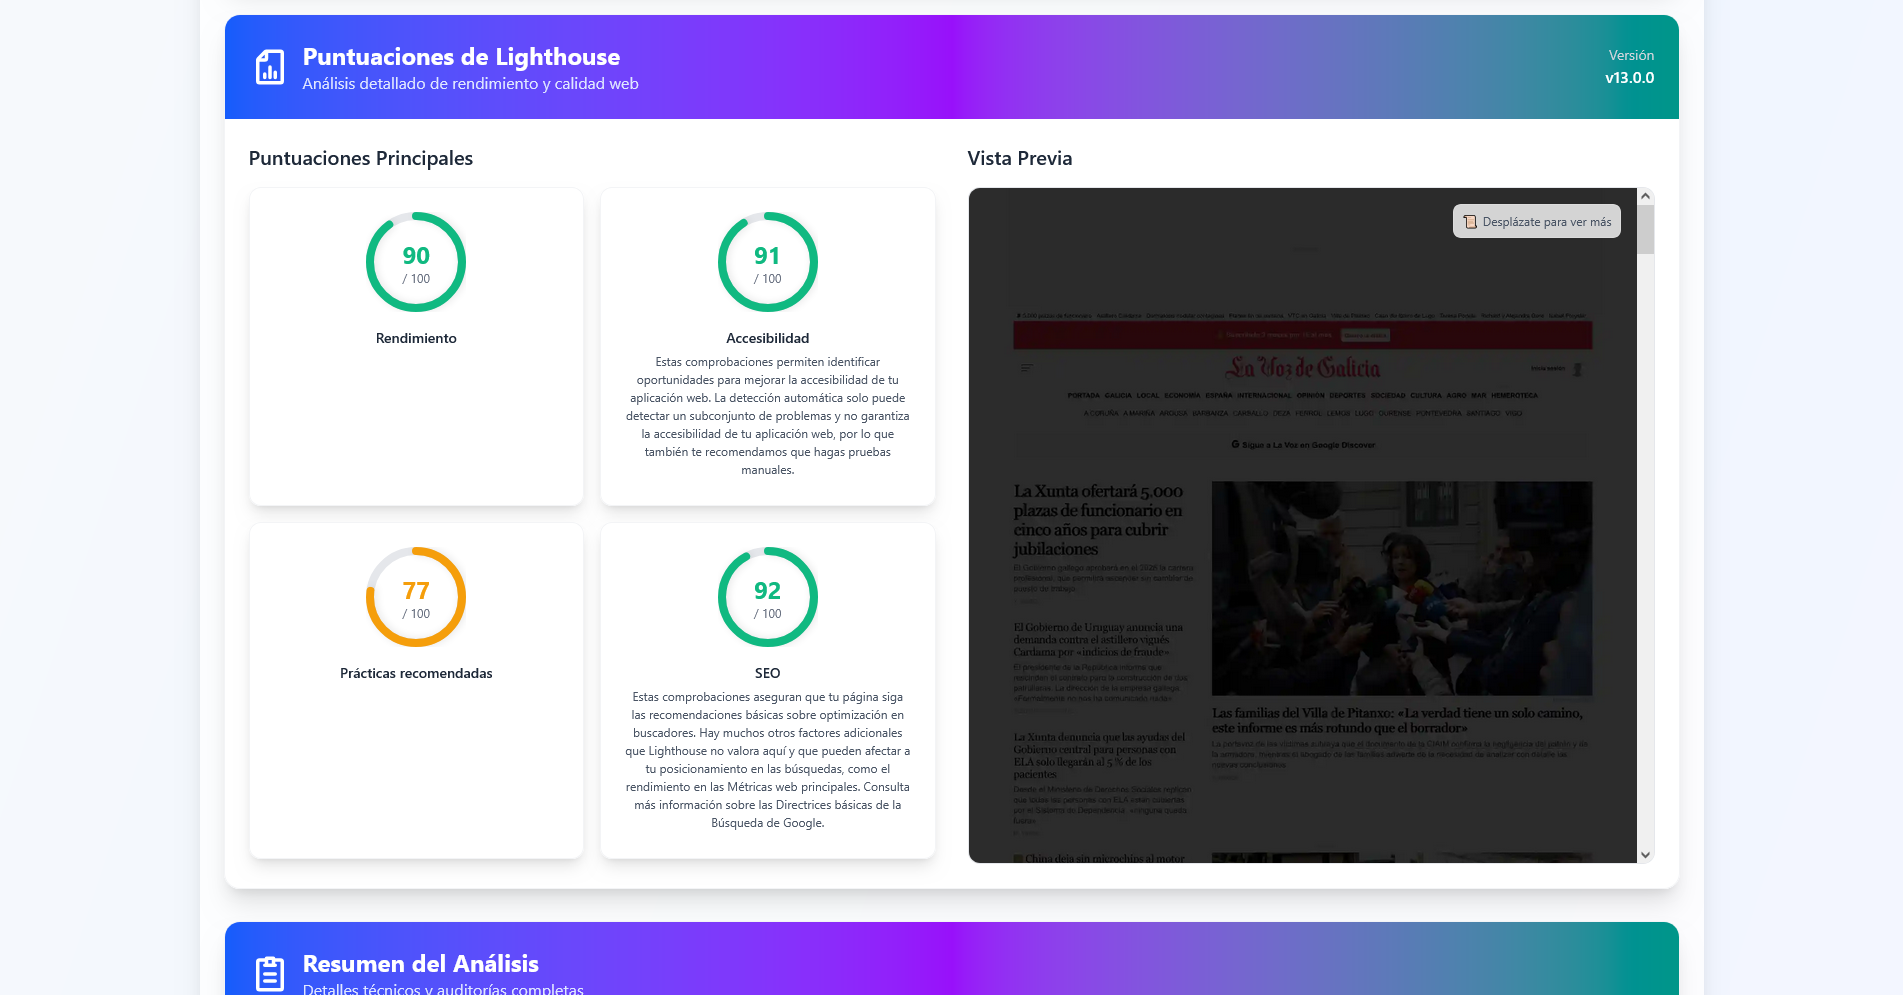 Puntuaciones de Lighthouse
Análisis detallado de rendimiento y calidad web
Versión
v13.0.0
Puntuaciones Principales
90
/ 100
Rendimiento
91
/ 100
Accesibilidad
Estas comprobaciones permiten identificar
oportunidades para mejorar la accesibilidad de tu
aplicación web. La detección automática solo puede
detectar un subconjunto de problemas y no garantiza
la accesibilidad de tu aplicación web, por lo que
también te recomendamos que hagas pruebas
manuales.
77
/ 100
Prácticas recomendadas
92
/ 100
SEO
Estas comprobaciones aseguran que tu página siga
las recomendaciones básicas sobre optimización en
buscadores. Hay muchos otros factores adicionales
que Lighthouse no valora aquí y que pueden afectar a
tu posicionamiento en las búsquedas, como el
rendimiento en las Métricas web principales. Consulta
más información sobre las Directrices básicas de la
Búsqueda de Google.
Vista Previa
Desplázate para ver más
La Voz de Galicia
PORTADA GALICIA LOCAL ECONOMÍA ESPAÑA INTERNACIONAL OPINIÓN DEPORTES SOCIEDAD CULTURA AGRO MAR HEMEROTECA
A CORUÑA A MARIÑA AROUSA BARBANZA CARBALLO DEZA FERROL LEMOS LUGO OURENSE PONTEVEDRA SANTIAGO VIGO
G Sigue a La Voz en Google Discover
La Xunta ofertará 5.000
plazas de funcionario en
cinco años para cubrir
jubilaciones
El Gobierno de Uruguay anuncia una
demanda contra el astillero vigués
Cardama por «indicios de fraude»
La Xunta denuncia que las ayudas del
Gobierno central para personas con
ELA solo llegarán al 5 % de los
pacientes
China deja sin microchips al motor
Las familias del Villa de Pitanxo: «La verdad tiene un solo camino,
este informe es más rotundo que el borrador»
Resumen del Análisis
Detalles técnicos y auditorías completas